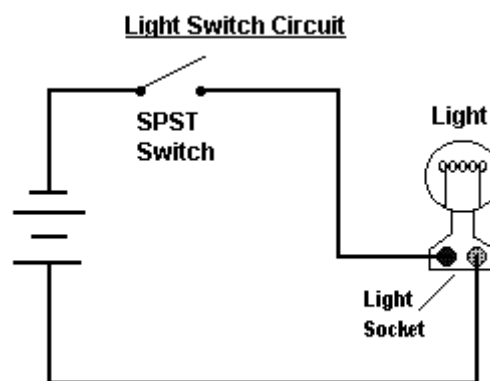 Light Switch Circuit
SPST
Switch
Light
Light
Socket